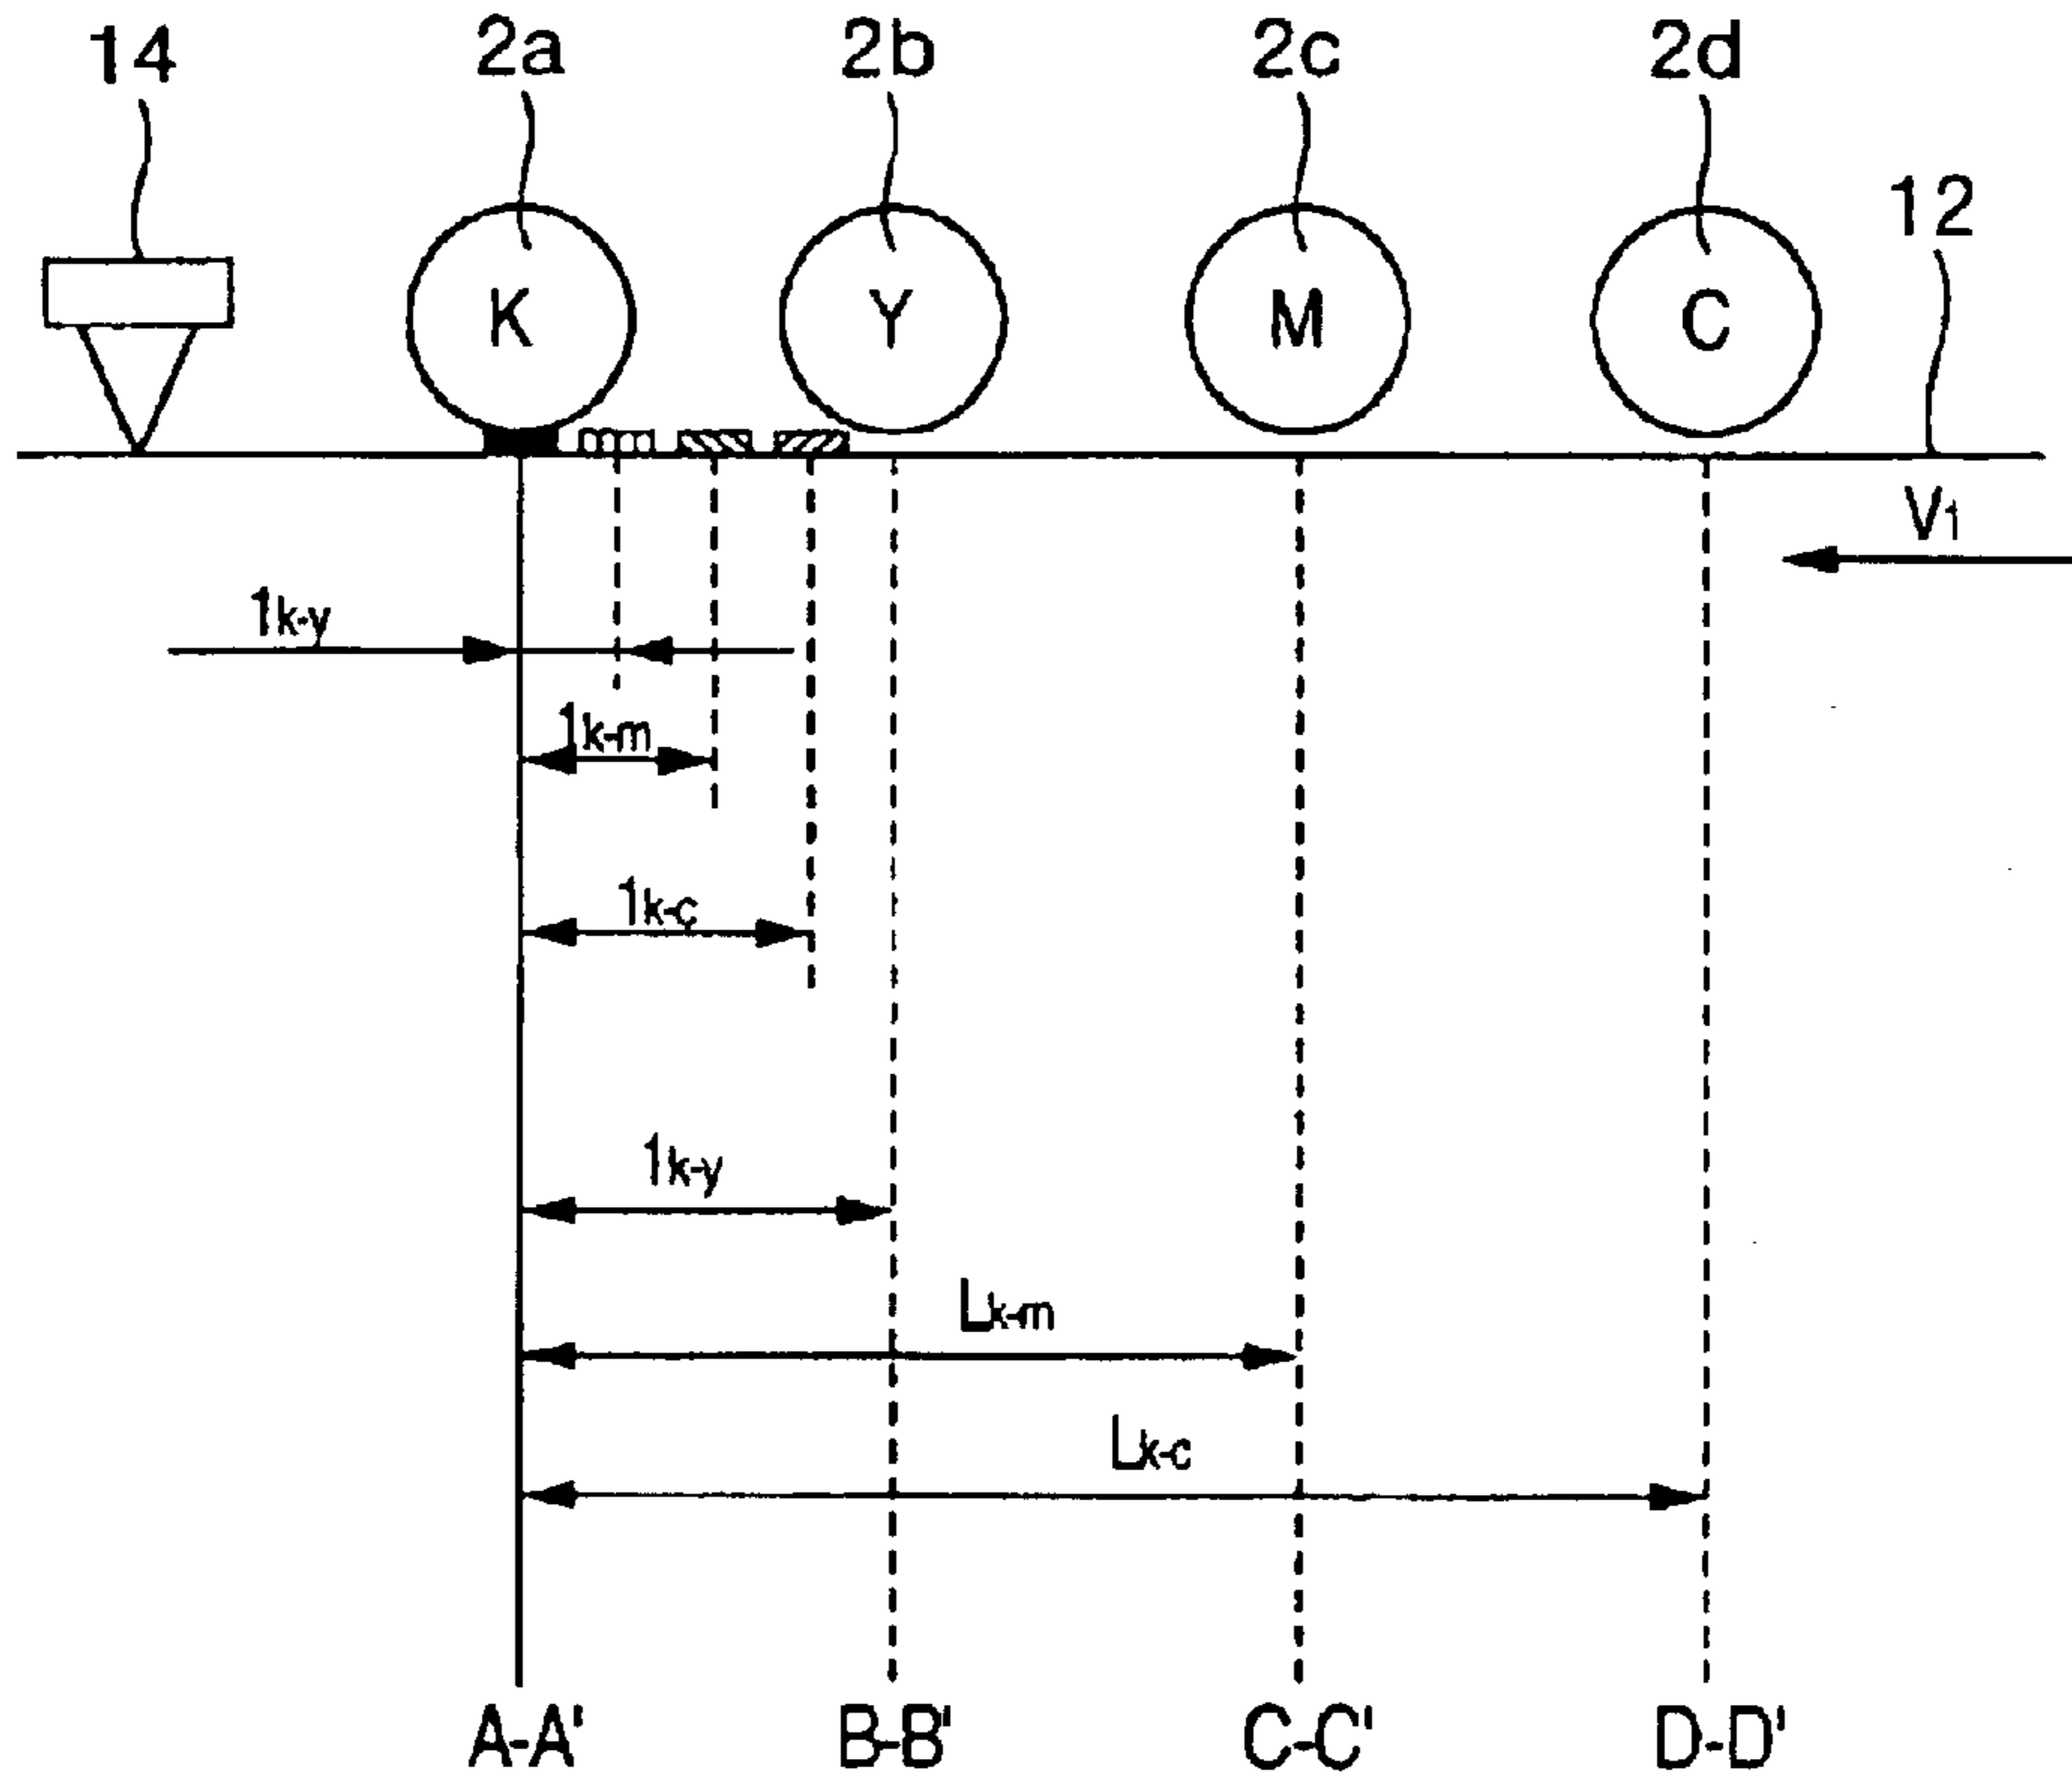 14 2a 2b 2c 2d
12
K Y M C
V1
1k-y
1k-m
1k-c
1k-y
Lk-m
Lk-c
A-A' B-B' C-C' D-D'